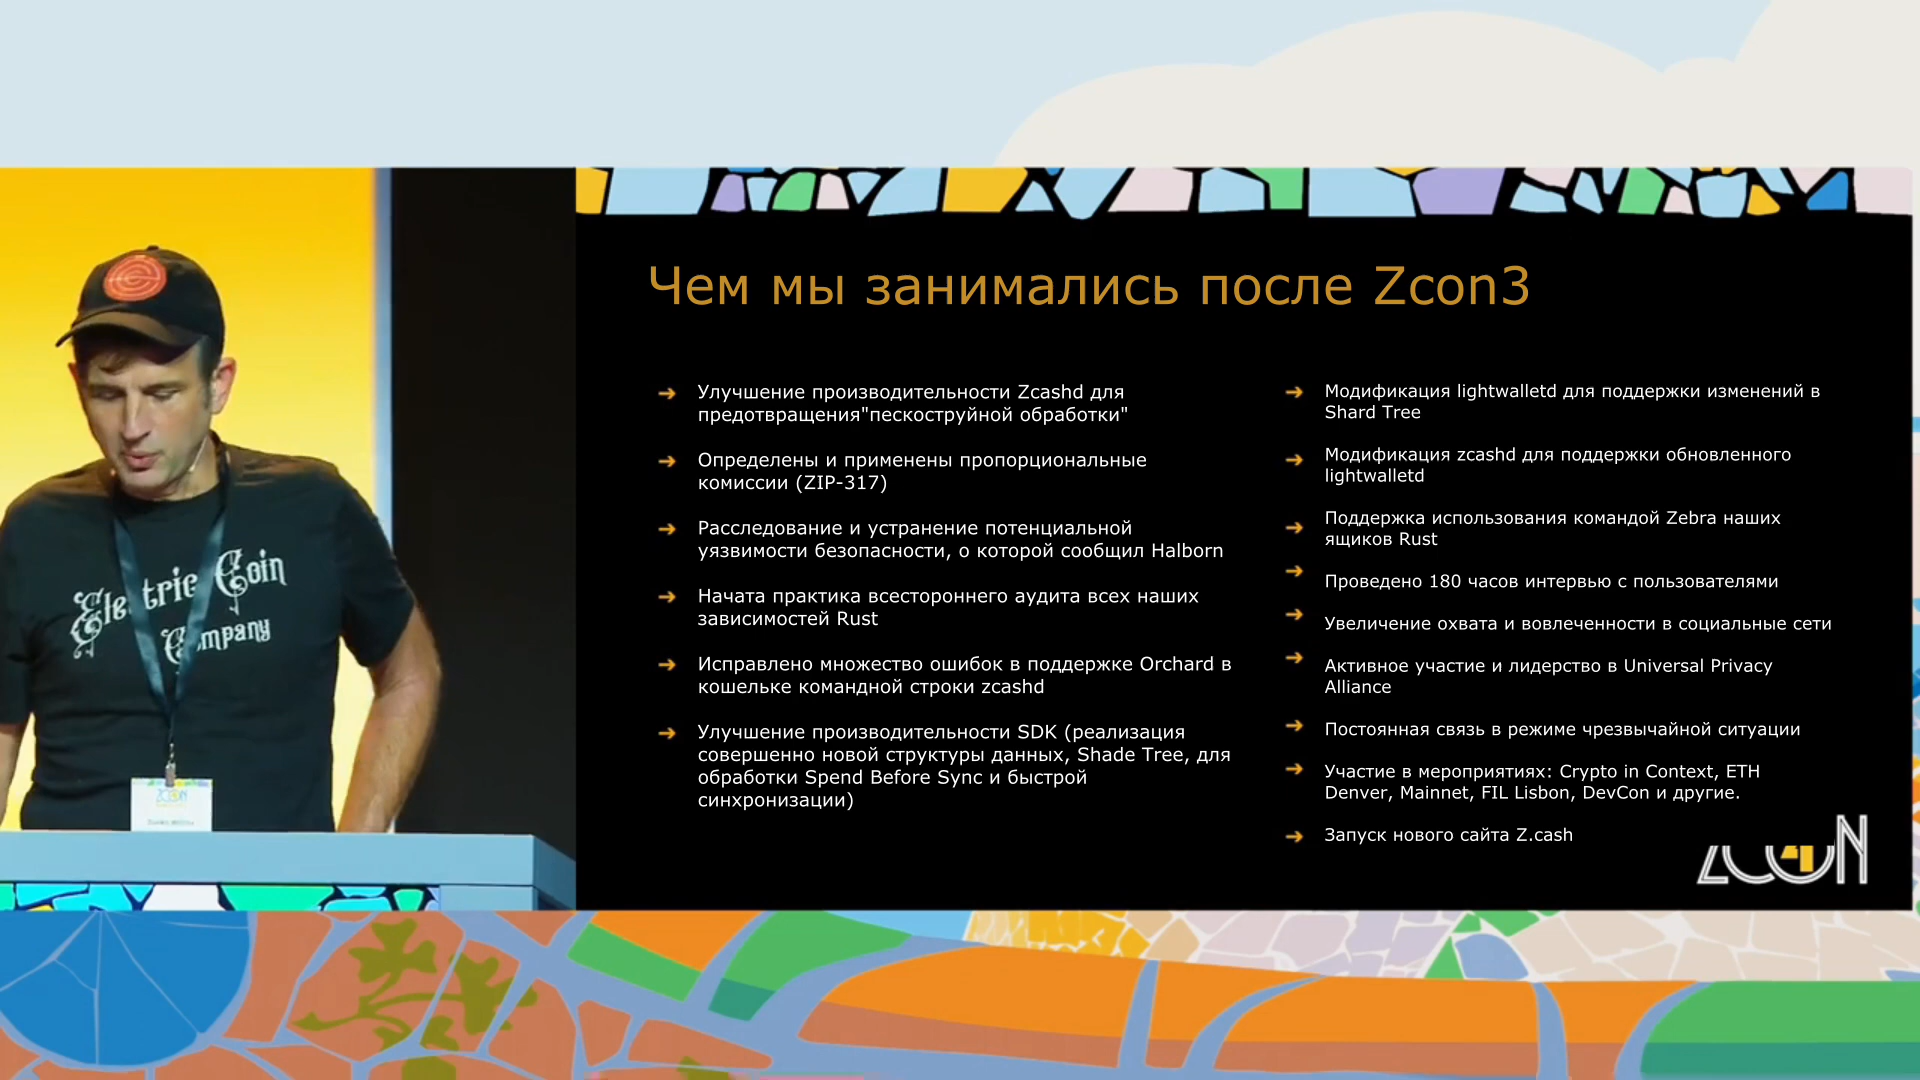 Чем мы занимались после Zcon3
Улучшение производительности Zcashd для
предотвращения"пескоструйной обработки"
Определены и применены пропорциональные
комиссии (ZIP-317)
Расследование и устранение потенциальной
уязвимости безопасности, о которой сообщил Halborn
Начата практика всестороннего аудита всех наших
зависимостей Rust
Исправлено множество ошибок в поддержке Orchard в
кошельке командной строки zcashd
Улучшение производительности SDK (реализация
совершенно новой структуры данных, Shade Tree, для
обработки Spend Before Sync и быстрой
синхронизации)
Модификация lightwalletd для поддержки изменений в
Shard Tree
Модификация zcashd для поддержки обновленного
lightwalletd
Поддержка использования командой Zebra наших
ящиков Rust
Проведено 180 часов интервью с пользователями
Увеличение охвата и вовлеченности в социальные сети
Активное участие и лидерство в Universal Privacy
Alliance
Постоянная связь в режиме чрезвычайной ситуации
Участие в мероприятиях: Crypto in Context, ETH
Denver, Mainnet, FIL Lisbon, DevCon и другие.
Запуск нового сайта Z.cash
ZCON
4
Electric Coin
Company
ZCON